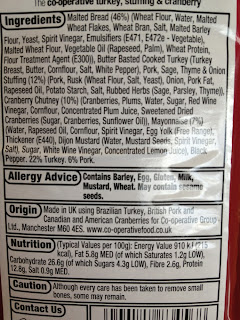 The co-operative turkey, stuffing & cranberry
Ingredients Malted Bread (46%) (Wheat Flour, Water, Malted
Wheat Flakes, Wheat Bran, Salt, Malted Barley
Flour, Yeast, Spirit Vinegar, Emulsifiers (E471, E472e - Vegetable),
Malted Wheat Flour, Vegetable Oil (Rapeseed, Palm), Wheat Protein,
Flour Treatment Agent (E300)), Butter Basted Cooked Turkey (Turkey
Breast, Butter, Cornflour, Salt, White Pepper), Pork, Sage, Thyme & Onion
Stuffing (12%) (Pork, Rusk (Wheat Flour, Salt, Yeast), Onion, Pork Fat,
Rapeseed Oil, Potato Starch, Salt, Rubbed Herbs (Sage, Parsley, Thyme)),
Cranberry Chutney (10%) (Cranberries, Plums, Water, Sugar, Red Wine
Vinegar, Cornflour, Concentrated Plum Juice, Sweetened Dried
Cranberries (Sugar, Cranberries, Sunflower Oil)), Mayonnaise (7%)
(Water, Rapeseed Oil, Cornflour, Spirit Vinegar, Egg Yolk (Free Range),
Thickener (E440), Dijon Mustard (Water, Mustard Seeds, Spirit Vinegar,
Salt), Sugar, White Wine Vinegar, Concentrated Lemon Juice), Black
Pepper. 22% Turkey. 6% Pork.
Allergy Advice Contains Barley, Egg, Gluten, Milk,
Mustard, Wheat. May contain sesame
seeds.
Origin Made in UK using Brazilian Turkey, British Pork and
Canadian and American Cranberries for Co-operative Group
Ltd., Manchester M60 4ES. www.co-operativefood.co.uk
Nutrition (Typical Values per 100g): Energy Value 910 kJ (215
kcal), Fat 5.8g MED (of which Saturates 1.2g LOW),
Carbohydrate 26.6g (of which Sugars 4.3g LOW), Fibre 2.6g, Protein
12.8g, Salt 0.9g MED.
Caution Although every care has been taken to remove small
bones, some may remain.
Contact Us